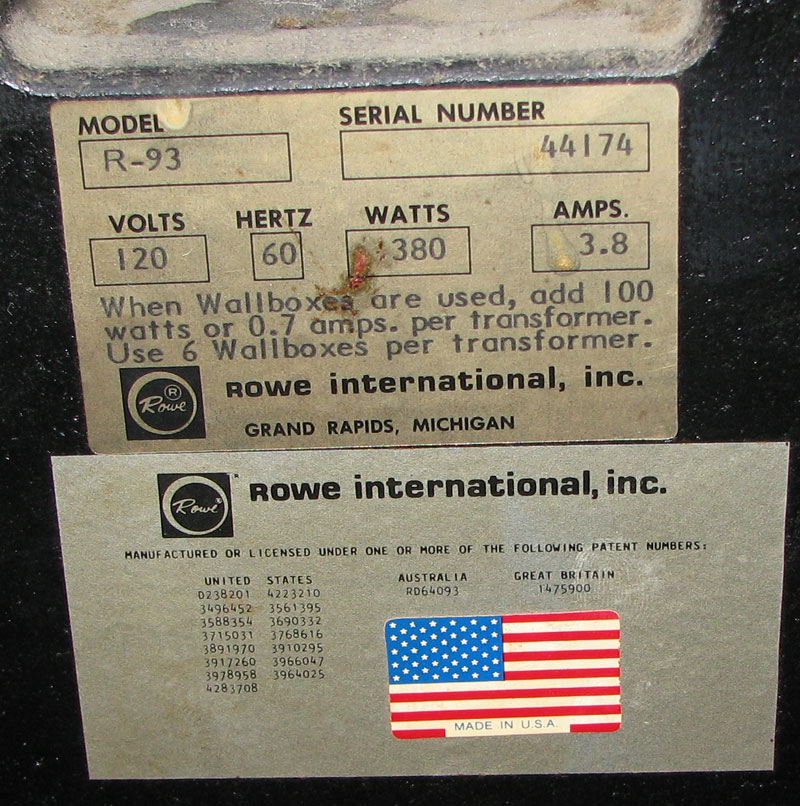 MODEL SERIAL NUMBER
R-93 44174
VOLTS HERTZ WATTS AMPS.
120 60 380 3.8
When Wallboxes are used, add 100
watts or 0.7 amps. per transformer.
Use 6 Wallboxes per transformer.
Rowe ® Rowe international, inc.
GRAND RAPIDS, MICHIGAN
Rowe ® Rowe international, inc.
MANUFACTURED OR LICENSED UNDER ONE OR MORE OF THE FOLLOWING PATENT NUMBERS:
UNITED STATES AUSTRALIA GREAT BRITAIN
D238201 4223210 RD64093 1475900
3496452 3561395
3588354 3690332
3715031 3768616
3891970 3910295
3917260 3966047
3978958 3964025
4283708
MADE IN U.S.A.